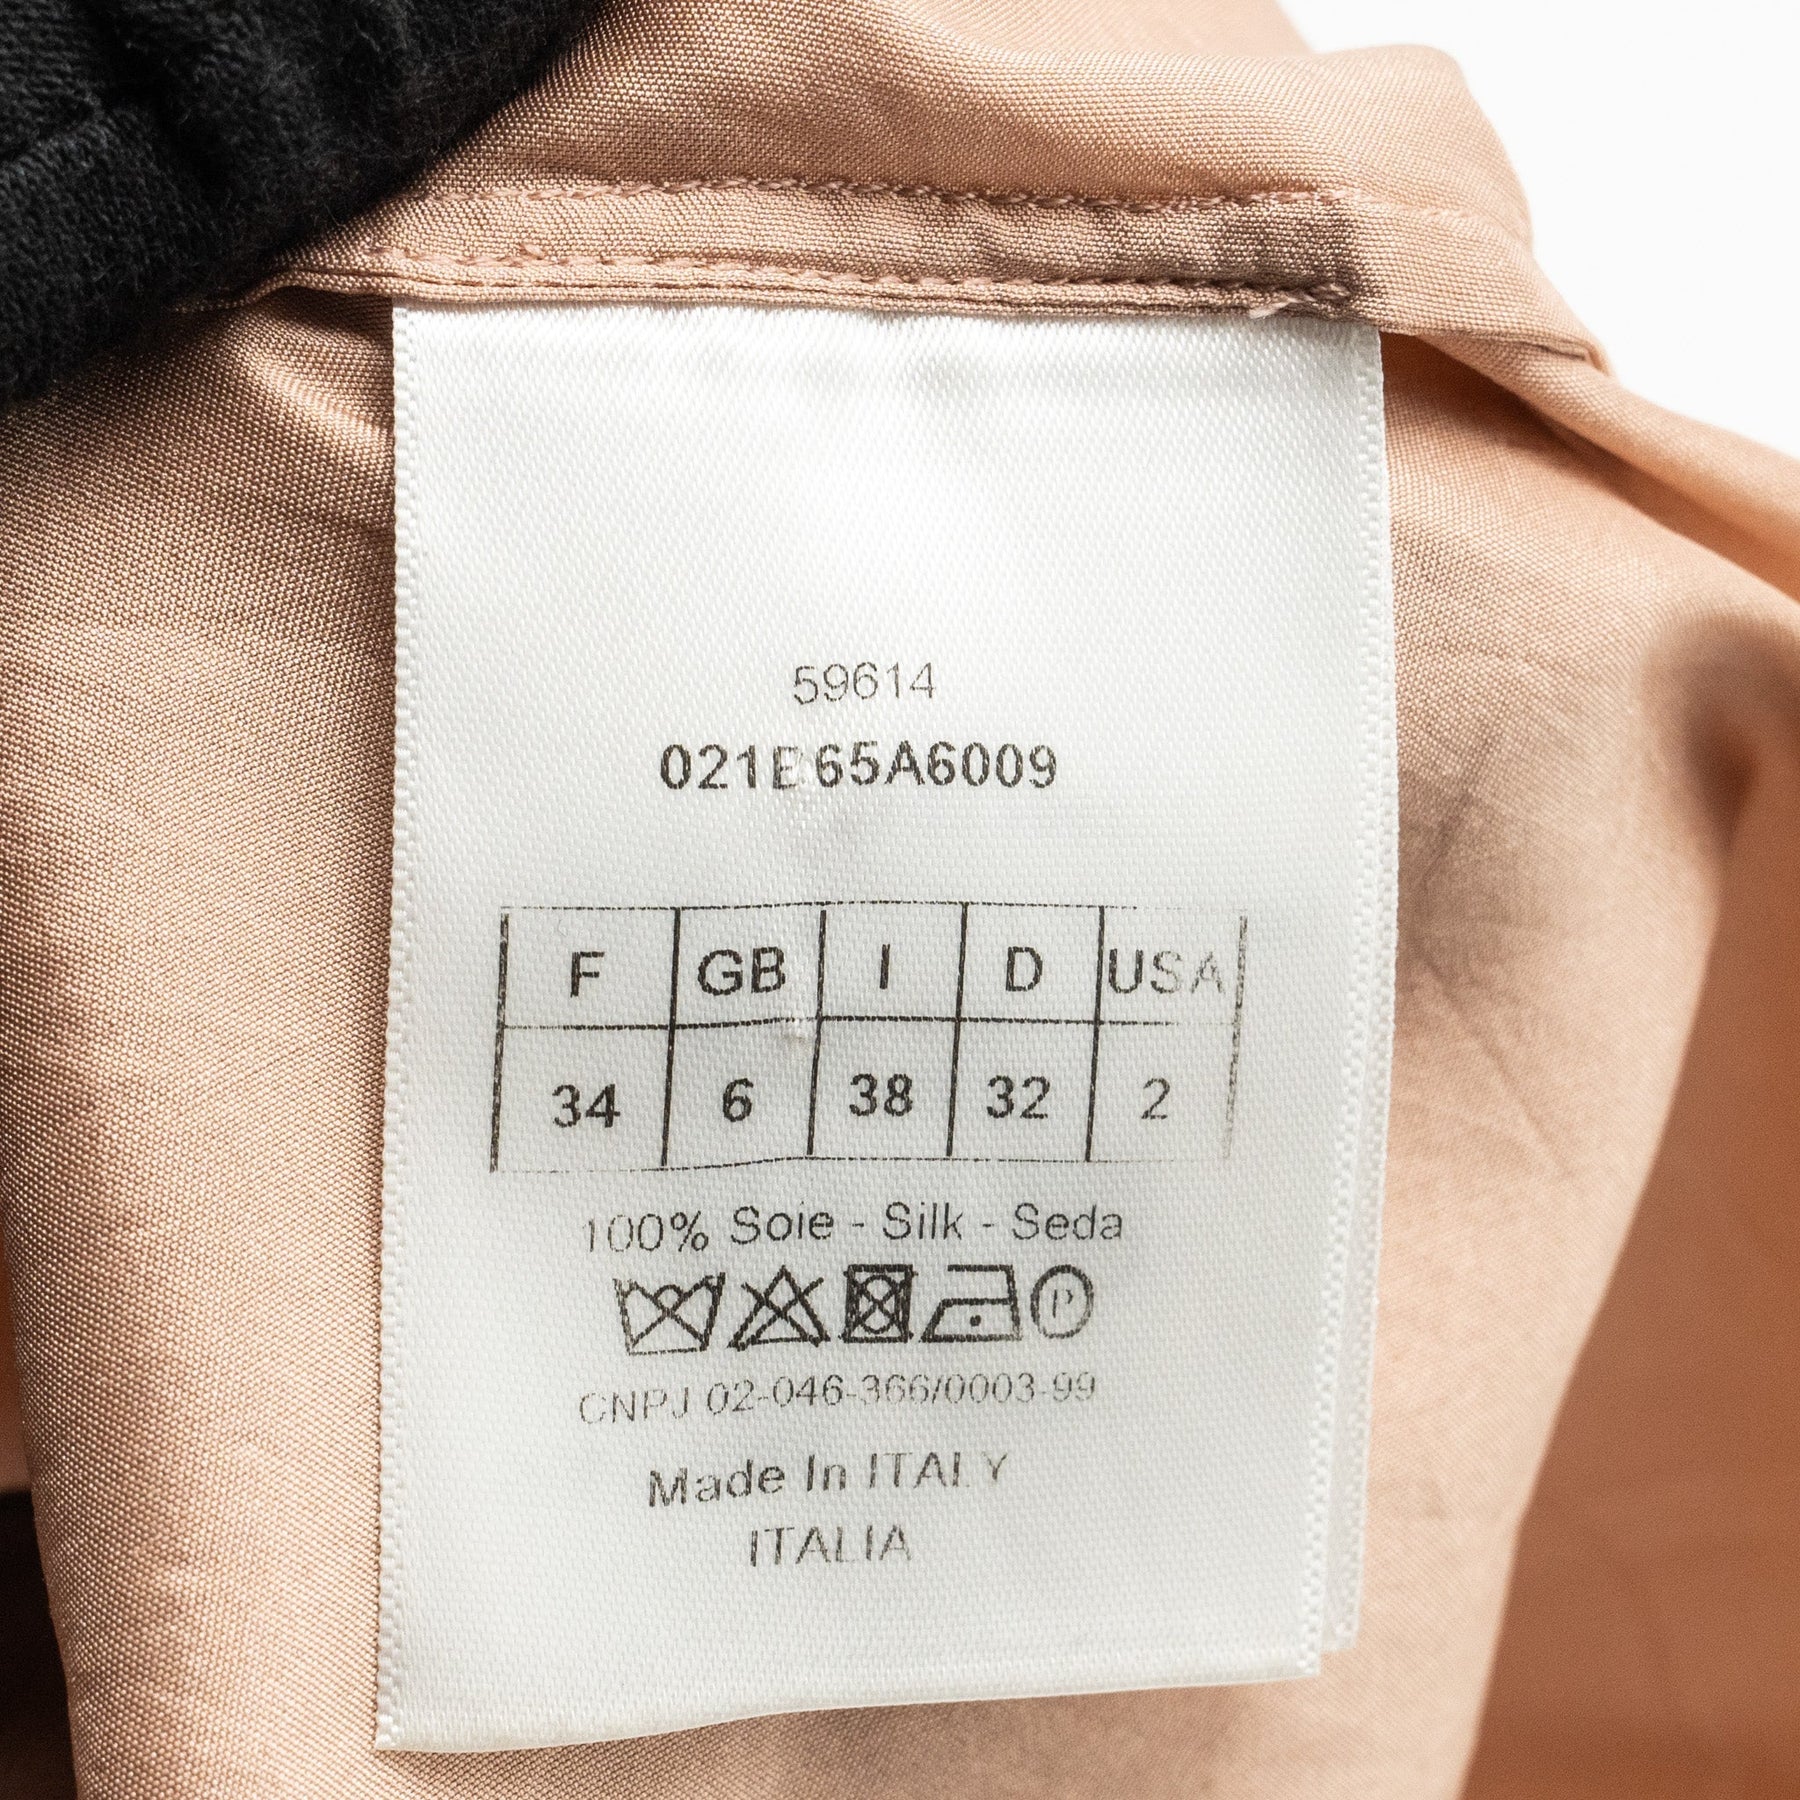 59614
021E65A6009
F GB I D USA
34 6 38 32 2
100% Soie - Silk - Seda
P
CNPJ 02-046-366/0003-99
Made In ITALY
ITALIA